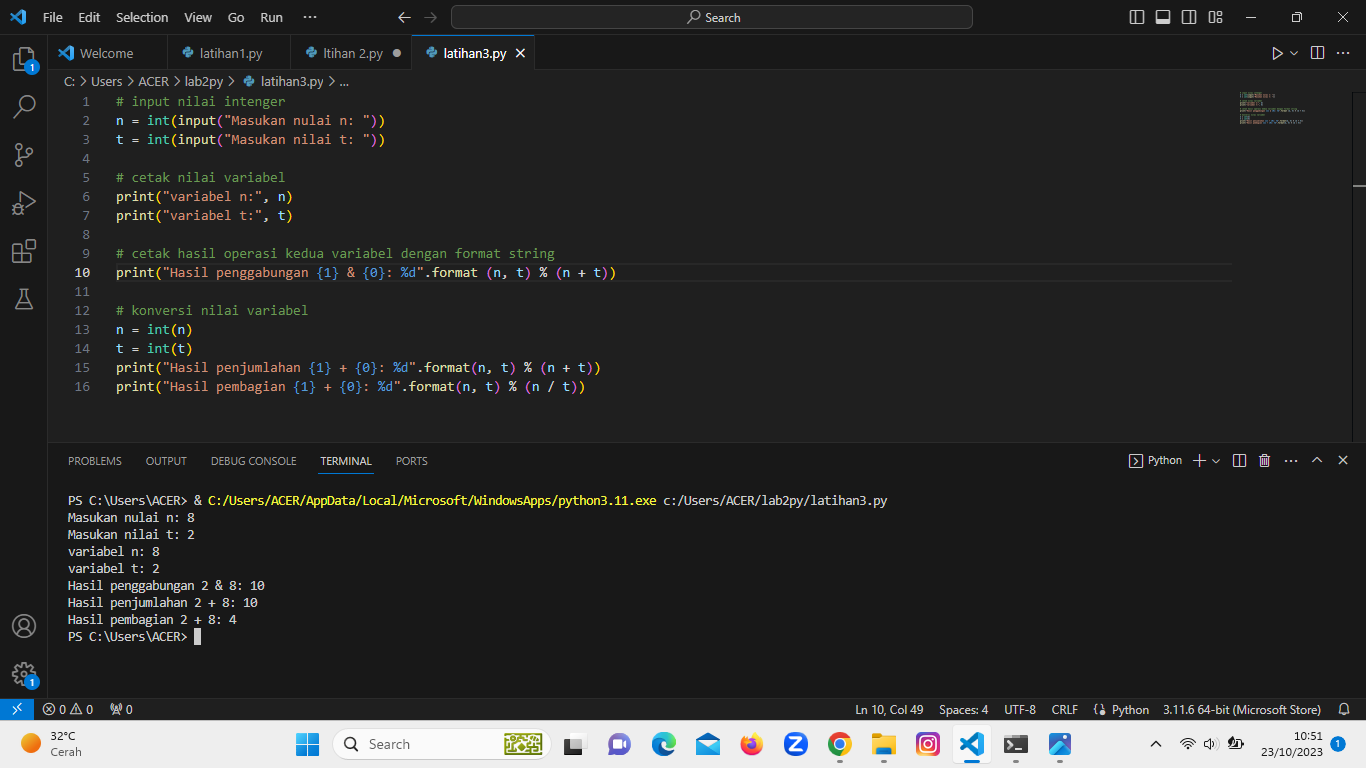 File Edit Selection View Go Run ··· Search
Welcome latihan1.py ltihan 2.py latihan3.py
C: > Users > ACER > lab2py > latihan3.py > ...
1 # input nilai intenger
2 n = int(input("Masukan nulai n: "))
3 t = int(input("Masukan nilai t: "))
4
5 # cetak nilai variabel
6 print("variabel n:", n)
7 print("variabel t:", t)
8
9 # cetak hasil operasi kedua variabel dengan format string
10 print("Hasil penggabungan {1} & {0}: %d".format (n, t) % (n + t))
11
12 # konversi nilai variabel
13 n = int(n)
14 t = int(t)
15 print("Hasil penjumlahan {1} + {0}: %d".format(n, t) % (n + t))
16 print("Hasil pembagian {1} + {0}: %d".format(n, t) % (n / t))
PROBLEMS OUTPUT DEBUG CONSOLE TERMINAL PORTS Python
PS C:\Users\ACER> & C:/Users/ACER/AppData/Local/Microsoft/WindowsApps/python3.11.exe c:/Users/ACER/lab2py/latihan3.py
Masukan nulai n: 8
Masukan nilai t: 2
variabel n: 8
variabel t: 2
Hasil penggabungan 2 & 8: 10
Hasil penjumlahan 2 + 8: 10
Hasil pembagian 2 + 8: 4
PS C:\Users\ACER>
1
1
0 0 0 Ln 10, Col 49 Spaces: 4 UTF-8 CRLF Python 3.11.6 64-bit (Microsoft Store)
32°C
Cerah
Search
10:51
23/10/2023
1